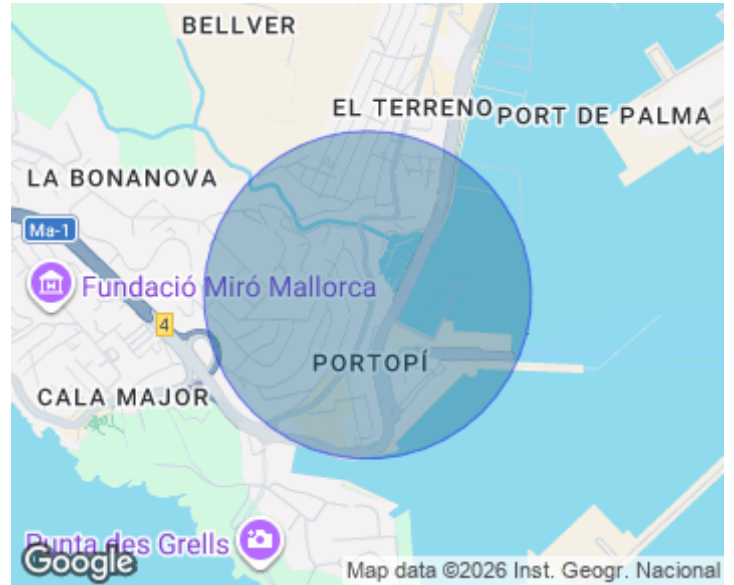 BELLVER
EL TERRENO
PORT DE PALMA
LA BONANOVA
Ma-1
Fundació Miró Mallorca
4
PORTOPÍ
CALA MAJOR
Punta des Grells
Google
Map data ©2026 Inst. Geogr. Nacional